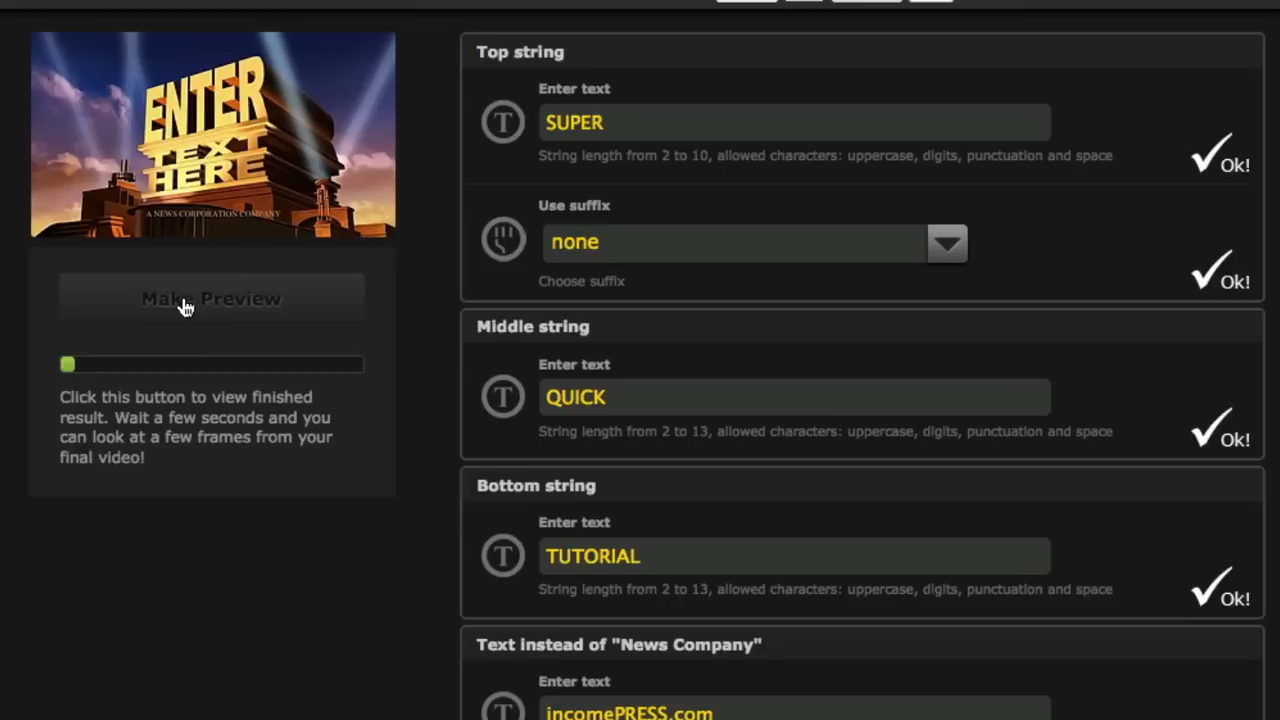 ENTER
TEXT
HERE
A NEWS CORPORATION COMPANY
Make Preview
Click this button to view finished
result. Wait a few seconds and you
can look at a few frames from your
final video!
Top string
Enter text
SUPER
String length from 2 to 10, allowed characters: uppercase, digits, punctuation and space
Ok!
Use suffix
none
Choose suffix
Ok!
Middle string
Enter text
QUICK
String length from 2 to 13, allowed characters: uppercase, digits, punctuation and space
Ok!
Bottom string
Enter text
TUTORIAL
String length from 2 to 13, allowed characters: uppercase, digits, punctuation and space
Ok!
Text instead of "News Company"
Enter text
incomePRESS.com